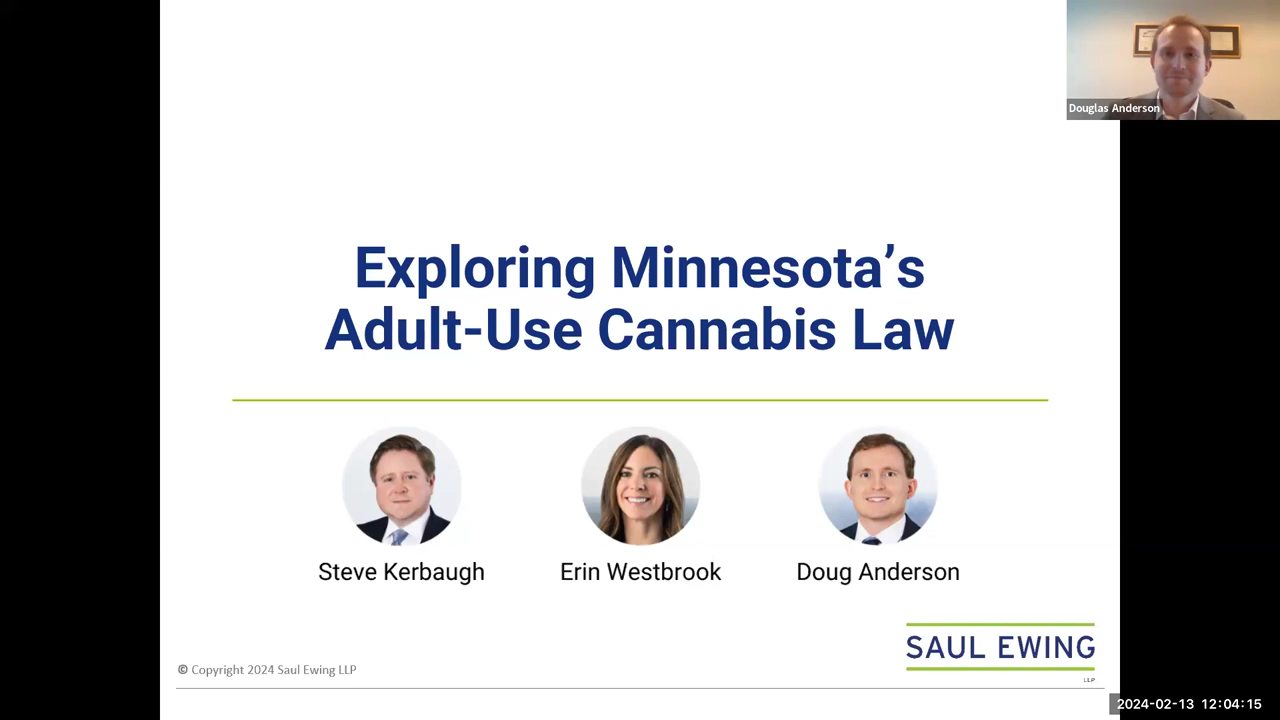 Douglas Anderson
Exploring Minnesota’s
Adult-Use Cannabis Law
Steve Kerbaugh
Erin Westbrook
Doug Anderson
SAUL EWING
LLP
© Copyright 2024 Saul Ewing LLP
2024-02-13 12:04:15